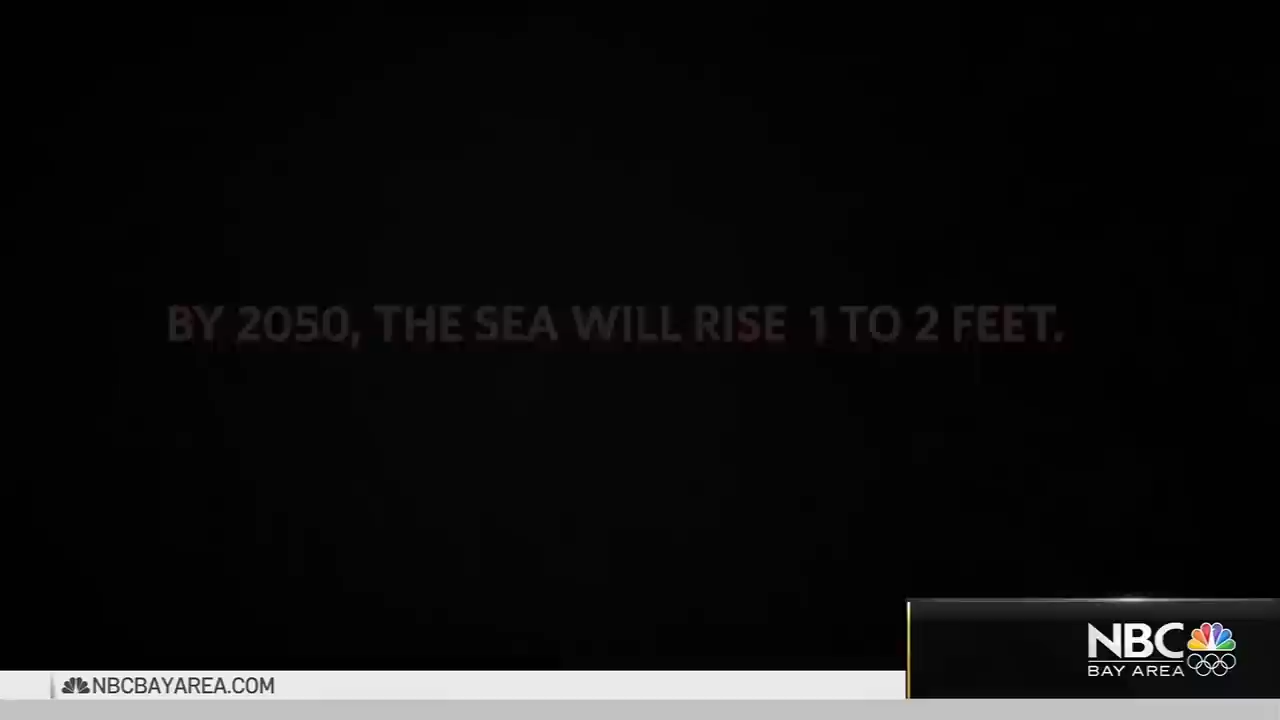 BY 2050, THE SEA WILL RISE 1 TO 2 FEET.
NBC
BAY AREA
NBCBAYAREA.COM